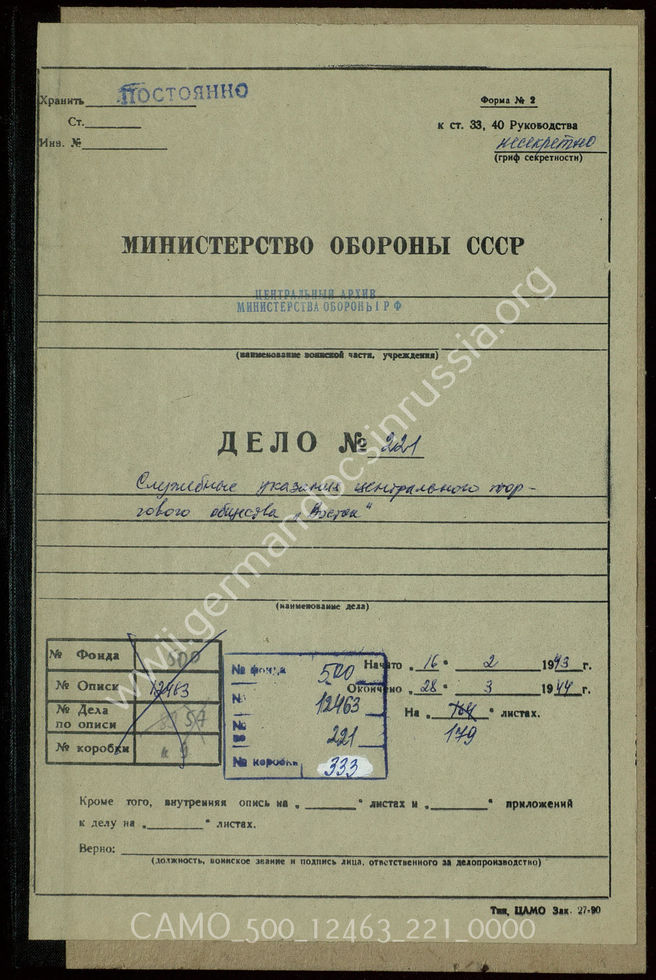 Хранить ПОСТОЯННО
Ст.
Инв. №
Форма № 2
к ст. 33, 40 Руководства
несекретно
(гриф секретности)
МИНИСТЕРСТВО ОБОРОНЫ СССР
ЦЕНТРАЛЬНЫЙ АРХИВ
МИНИСТЕРСТВА ОБОРОНЫ РФ
(наименование воинской части, учреждения)
ДЕЛО № 221
Служебные указания центрального тор-
гового общества „Восток"
(наименование дела)
№ Фонда 500
№ Описи 12463
№ Дела
по описи 57
№ коробки 9
№ фонда 500
№ 12463
№ 221
№ коробки 333
Начато „16" 2 1943 г.
Окончено „28" 3 1944 г.
На „164" листах.
179
Кроме того, внутренняя опись на „ " листах и „ " приложений
к делу на „ " листах.
Верно:
(должность, воинское звание и подпись лица, ответственного за делопроизводство)
Тип. ЦАМО Зак. 27-90
www.germandocsinrussia.org
CAMO_500_12463_221_0000